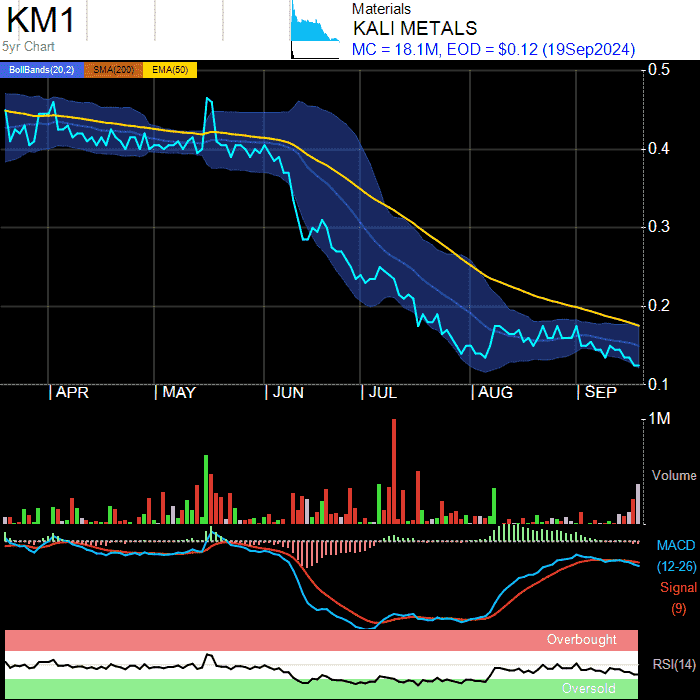 KM1
5yr Chart
Materials
KALI METALS
MC = 18.1M, EOD = $0.12 (19Sep2024)
BollBands(20,2) SMA(200) EMA(50)
0.5
0.4
0.3
0.2
0.1
APR MAY JUN JUL AUG SEP
1M
Volume
MACD
(12-26)
Signal
(9)
Overbought
RSI(14)
Oversold